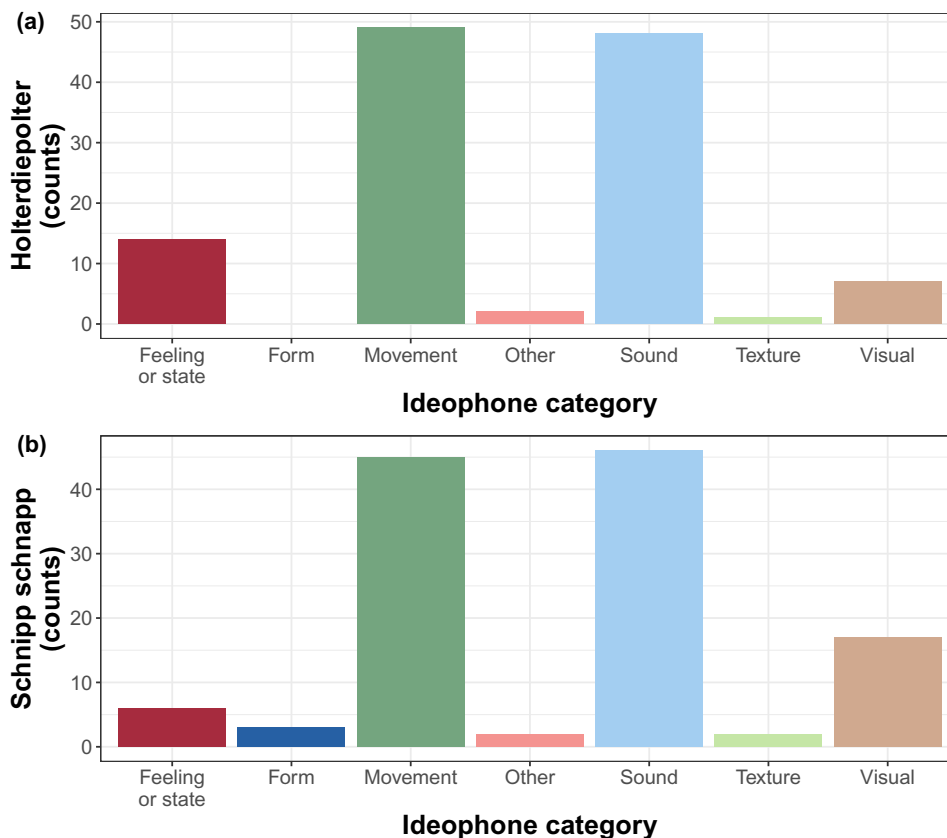 (a)
Holterdiepolter
(counts)
50
40
30
20
10
0
Feeling
or state
Form
Movement
Other
Sound
Texture
Visual
Ideophone category
(b)
Schnipp schnapp
(counts)
40
30
20
10
0
Feeling
or state
Form
Movement
Other
Sound
Texture
Visual
Ideophone category